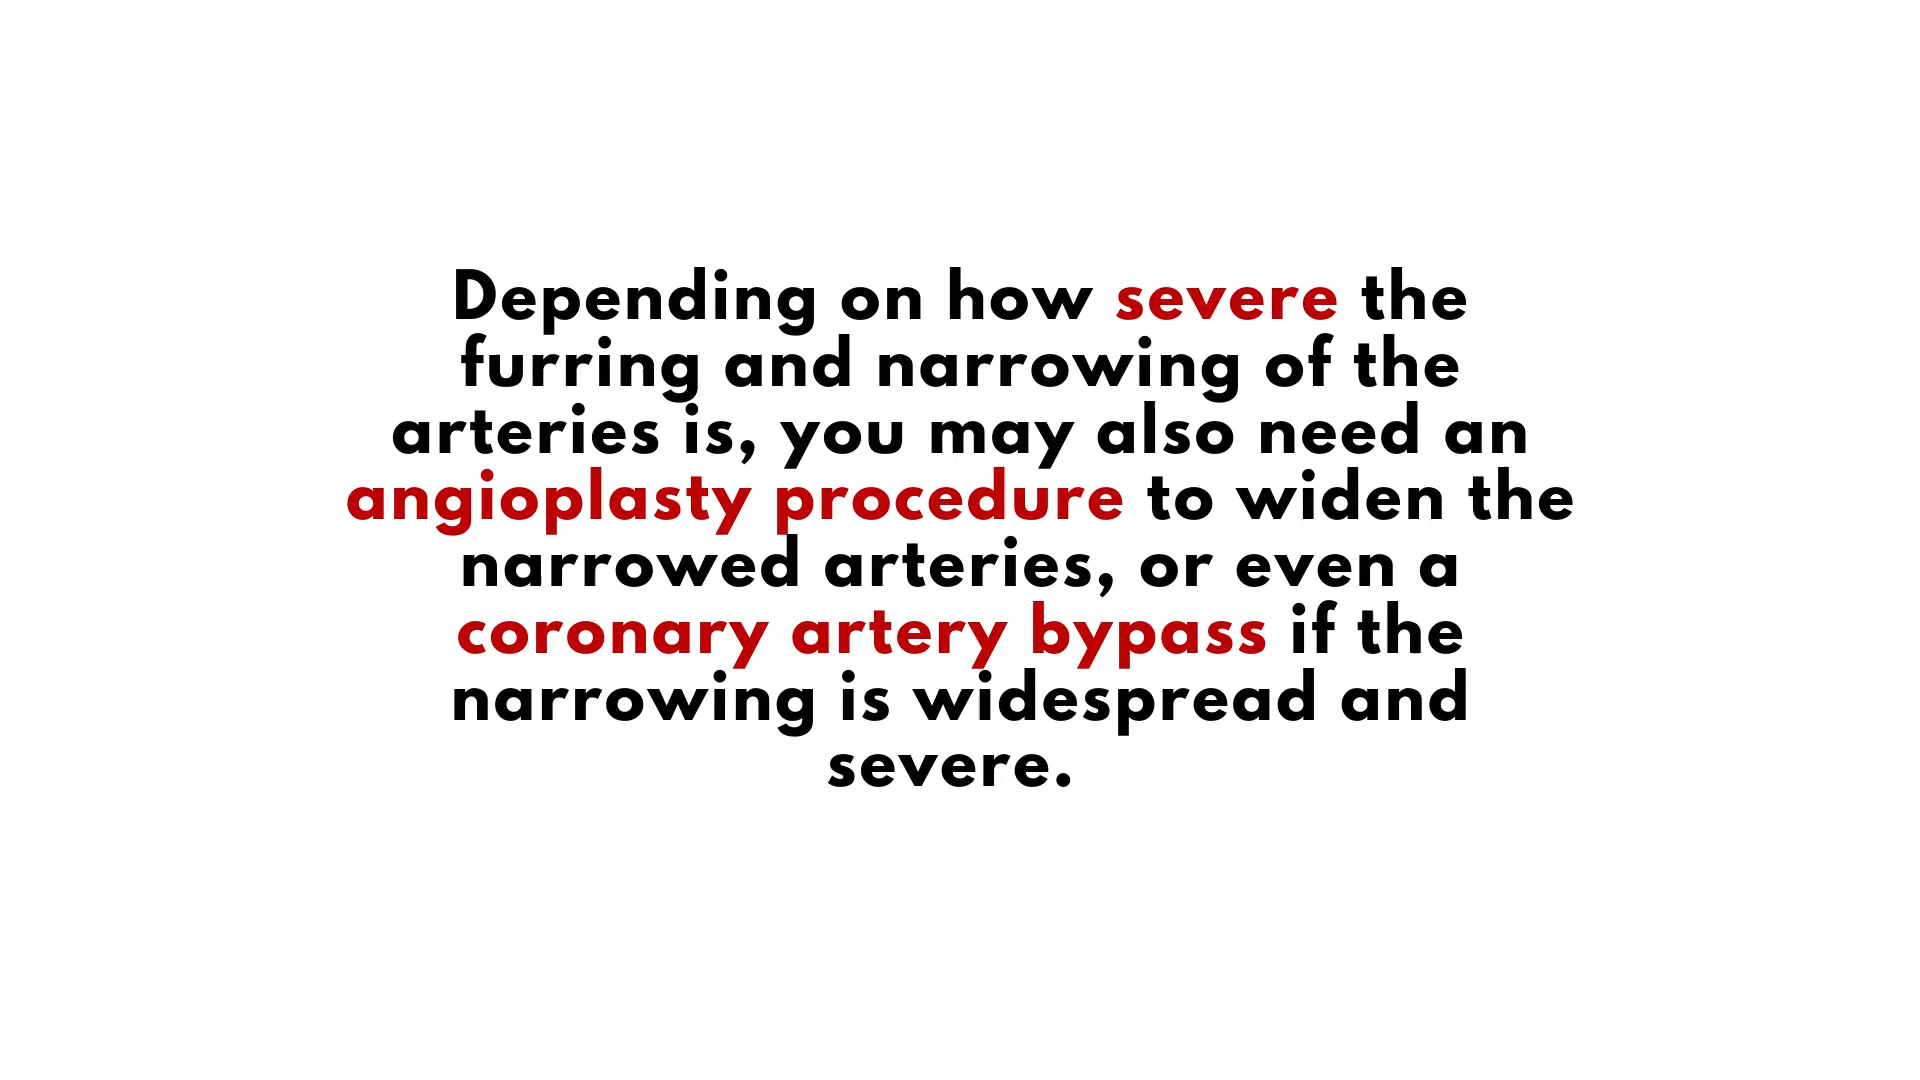 Depending on how severe the
furring and narrowing of the
arteries is, you may also need an
angioplasty procedure to widen the
narrowed arteries, or even a
coronary artery bypass if the
narrowing is widespread and
severe.